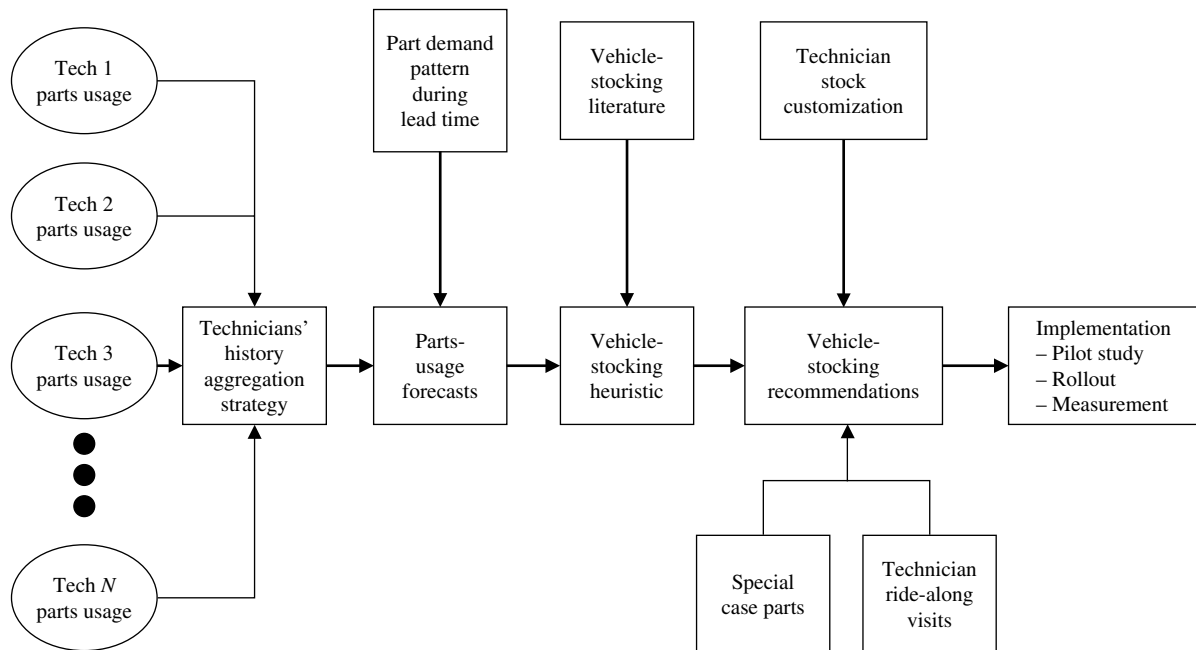 Tech 1
parts usage
Part demand
pattern
during
lead time
Vehicle-
stocking
literature
Technician
stock
customization
Tech 2
parts usage
Tech 3
parts usage
Technicians’
history
aggregation
strategy
Parts-
usage
forecasts
Vehicle-
stocking
heuristic
Vehicle-
stocking
recommendations
Implementation
– Pilot study
– Rollout
– Measurement
Tech N
parts usage
Special
case parts
Technician
ride-along
visits